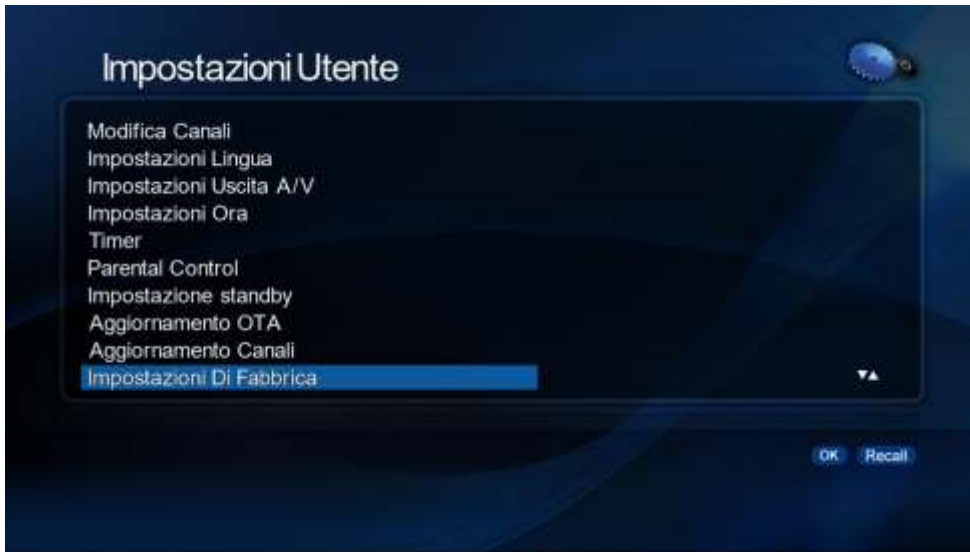 Impostazioni Utente
Modifica Canali
Impostazioni Lingua
Impostazioni Uscita A/V
Impostazioni Ora
Timer
Parental Control
Impostazione standby
Aggiornamento OTA
Aggiornamento Canali
Impostazioni Di Fabbrica
OK Recall